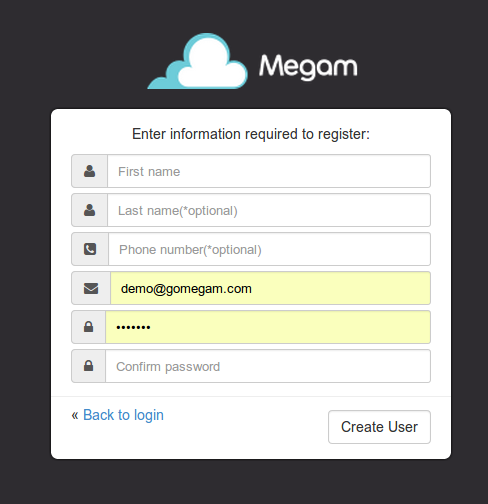 Megam
Enter information required to register:
First name
Last name(*optional)
Phone number(*optional)
demo@gomegam.com
•••••••
Confirm password
« Back to login
Create User